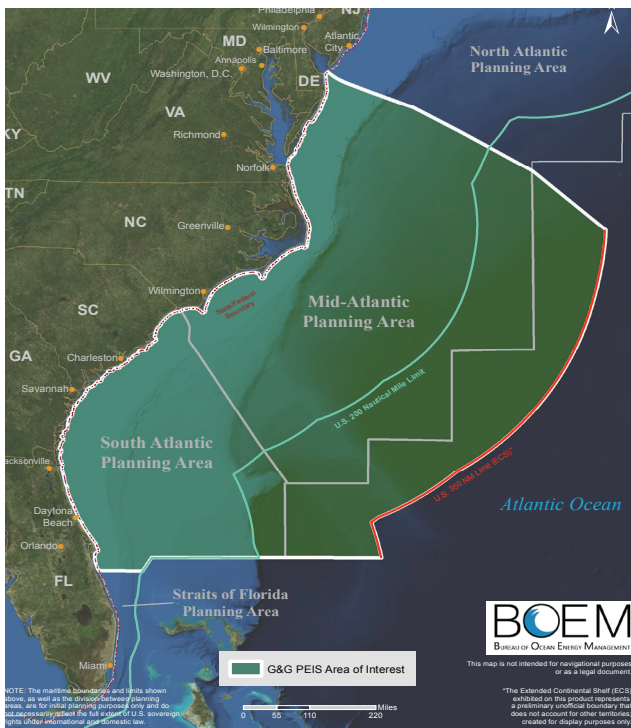 Philadelphia
NJ
Wilmington
MD
Baltimore
Atlantic
City
Annapolis
Washington, D.C.
DE
WV
North Atlantic
Planning Area
VA
KY
Richmond
Norfolk
TN
NC
Greenville
Wilmington
State/Federal
Boundary
Mid-Atlantic
Planning Area
SC
GA
Charleston
Savannah
U.S. 200 Nautical Mile Limit
South Atlantic
Planning Area
acksonville
U.S. 350 NM Limit (ECS)*
Atlantic Ocean
Daytona
Beach
Orlando
FL
Straits of Florida
Planning Area
Miami
BOEM
BUREAU OF OCEAN ENERGY MANAGEMENT
G&G PEIS Area of Interest
This map is not intended for navigational purposes
or as a legal document.
NOTE: The maritime boundaries and limits shown
above, as well as the division between planning
areas, are for initial planning purposes only and do
not necessarily reflect the full extent of U.S. sovereign
rights under international and domestic law.
Miles
0 55 110 220
*The Extended Continental Shelf (ECS)
exhibited on this product represents
a preliminary unofficial boundary that
does not account for other territories,
created for display purposes only.